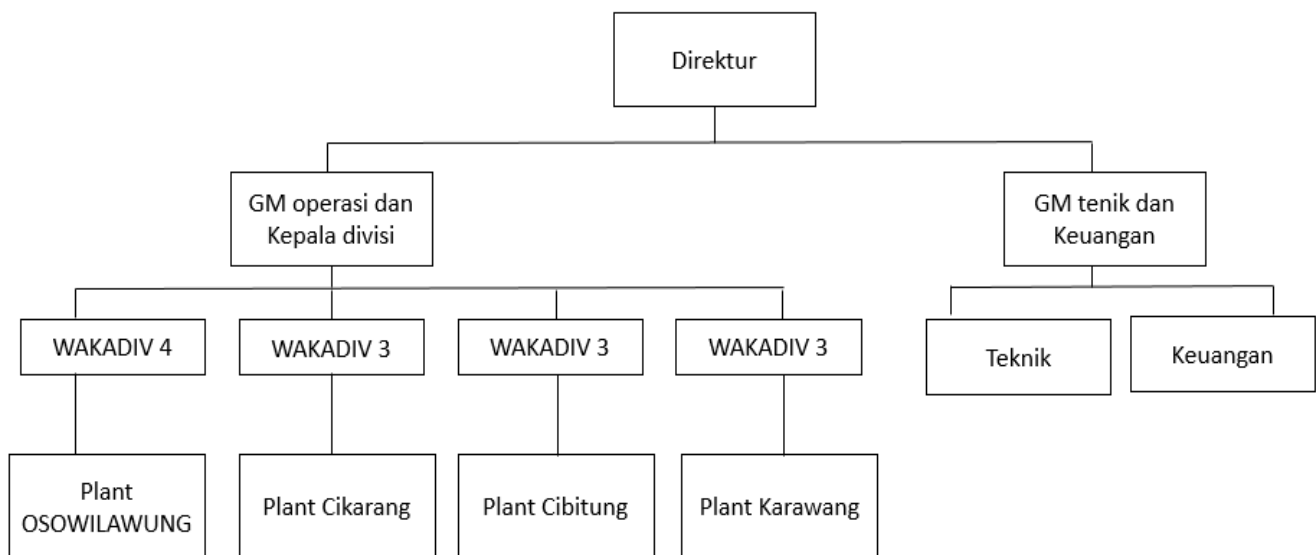 Direktur
GM operasi dan
Kepala divisi
GM tenik dan
Keuangan
WAKADIV 4
WAKADIV 3
WAKADIV 3
WAKADIV 3
Teknik
Keuangan
Plant
OSOWILAWUNG
Plant Cikarang
Plant Cibitung
Plant Karawang